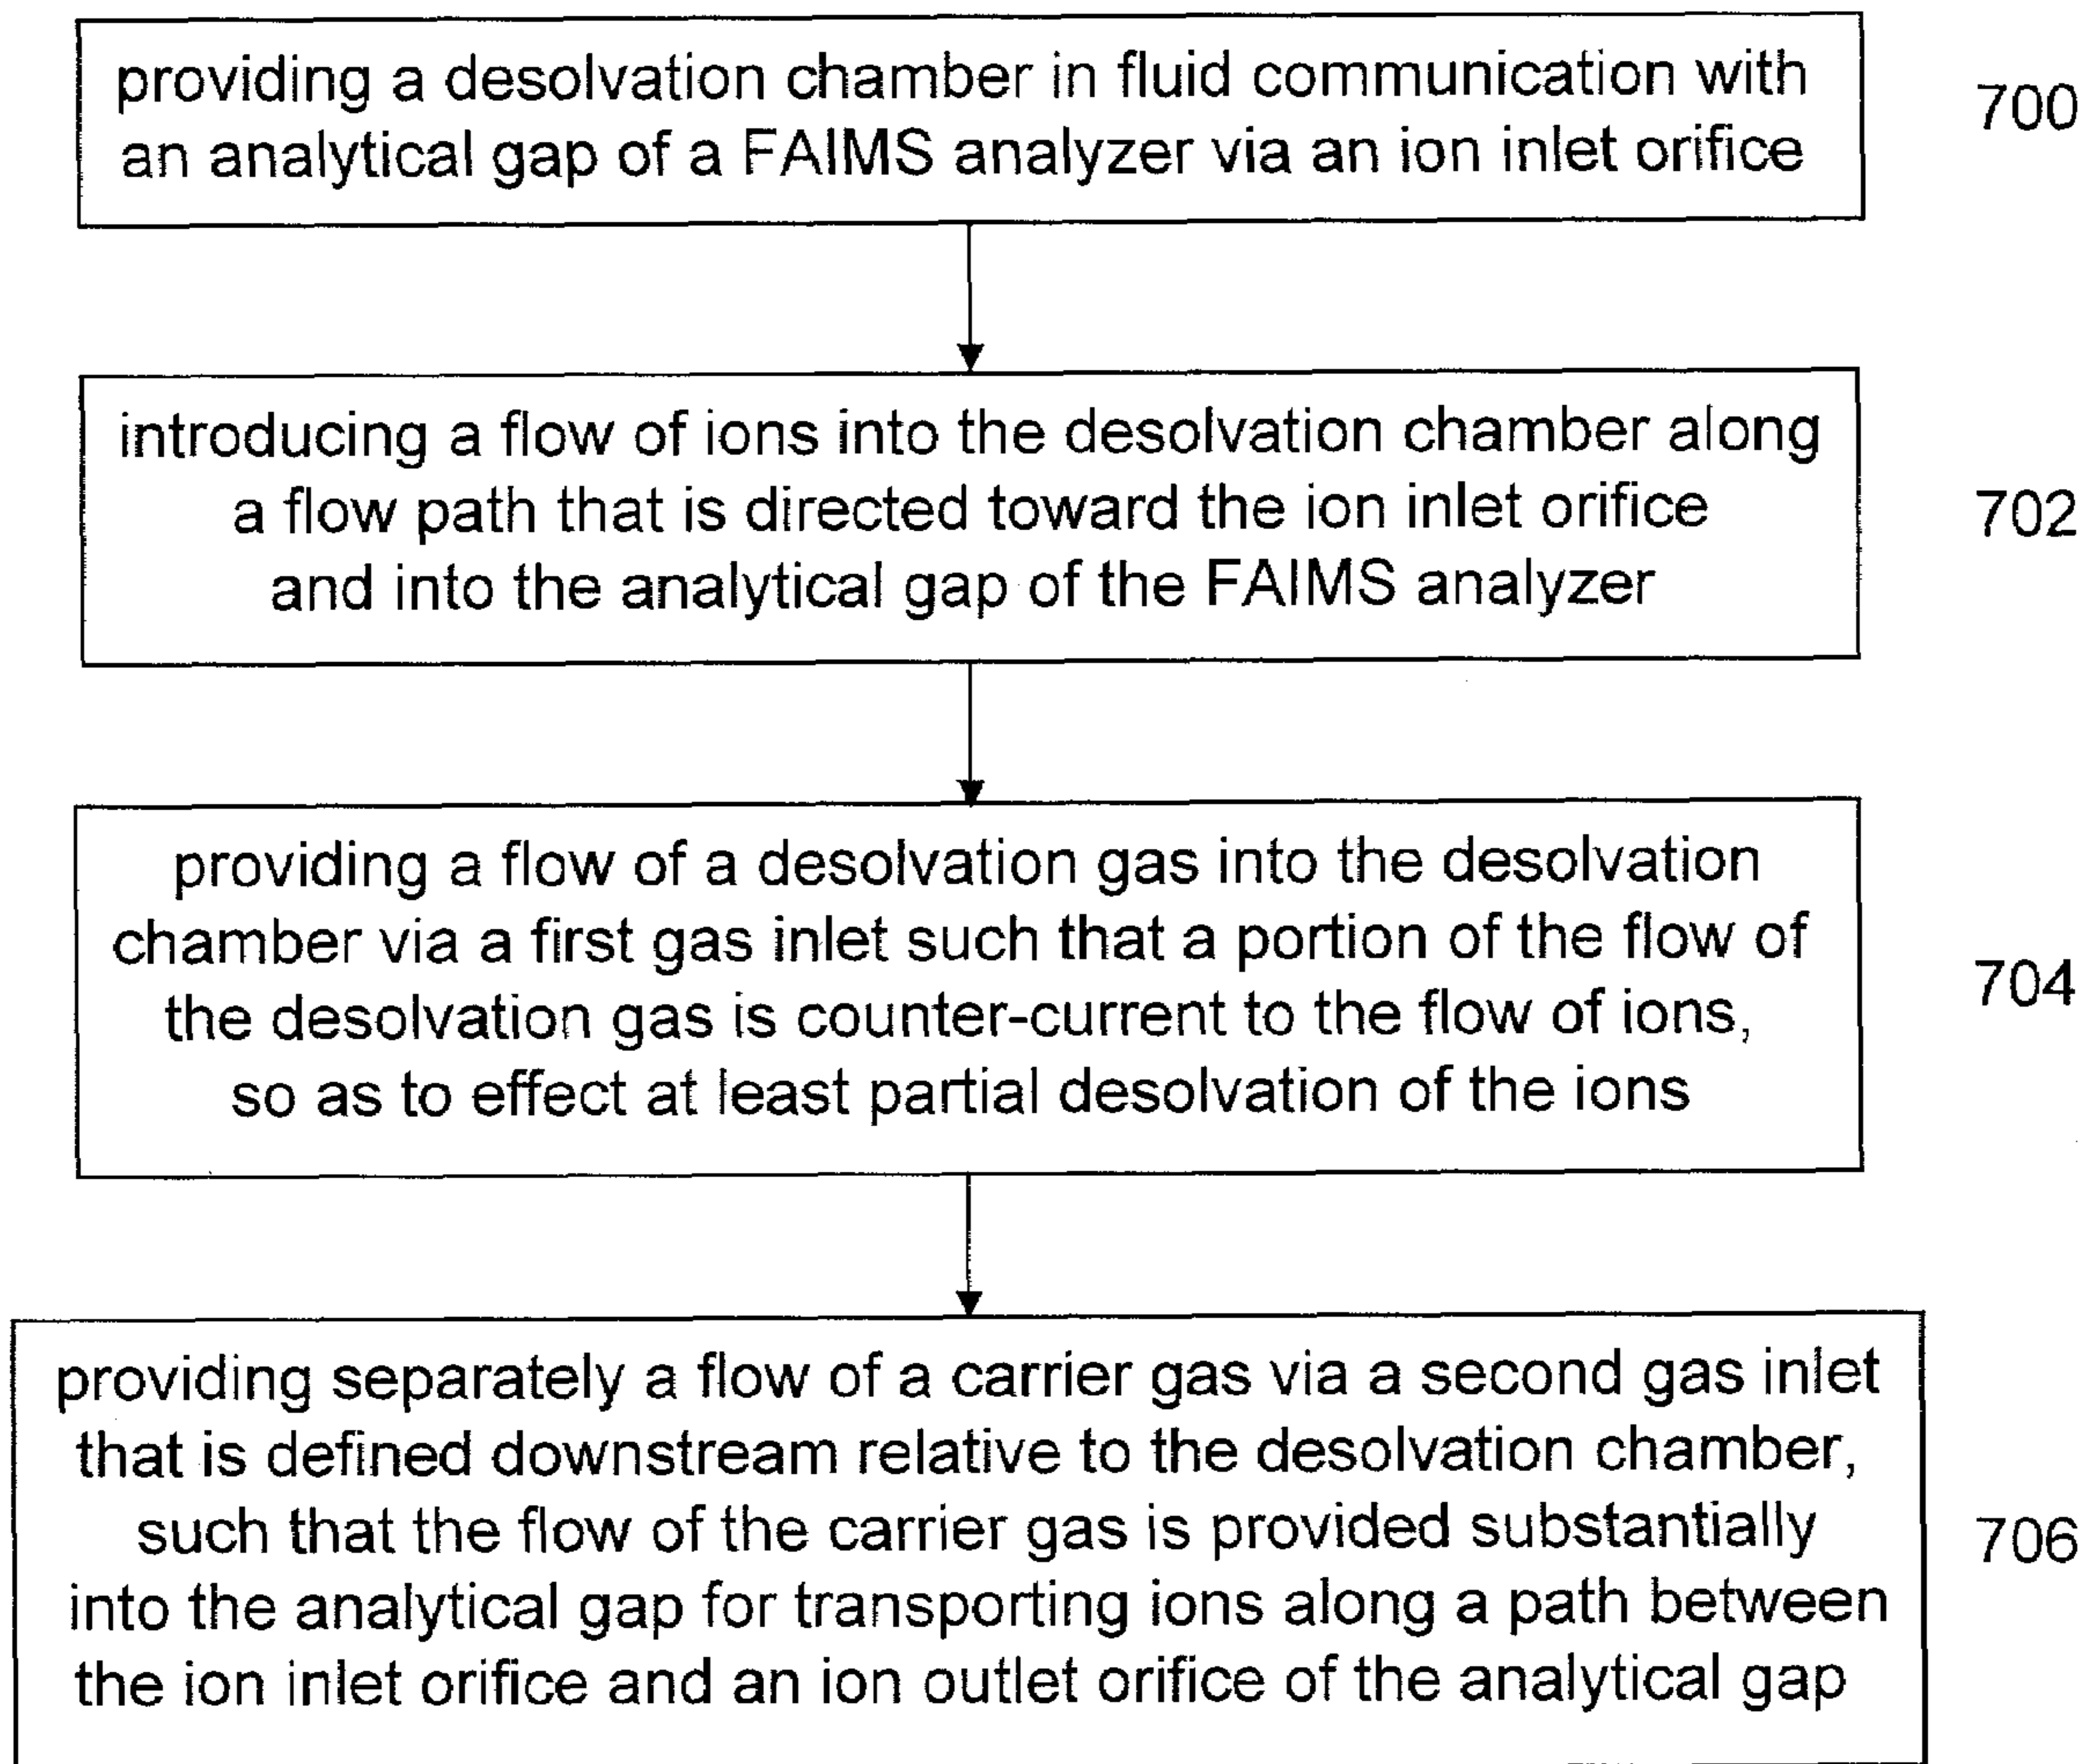 providing a desolvation chamber in fluid communication with
an analytical gap of a FAIMS analyzer via an ion inlet orifice
700
introducing a flow of ions into the desolvation chamber along
a flow path that is directed toward the ion inlet orifice
and into the analytical gap of the FAIMS analyzer
702
providing a flow of a desolvation gas into the desolvation
chamber via a first gas inlet such that a portion of the flow of
the desolvation gas is counter-current to the flow of ions,
so as to effect at least partial desolvation of the ions
704
providing separately a flow of a carrier gas via a second gas inlet
that is defined downstream relative to the desolvation chamber,
such that the flow of the carrier gas is provided substantially
into the analytical gap for transporting ions along a path between
the ion inlet orifice and an ion outlet orifice of the analytical gap
706